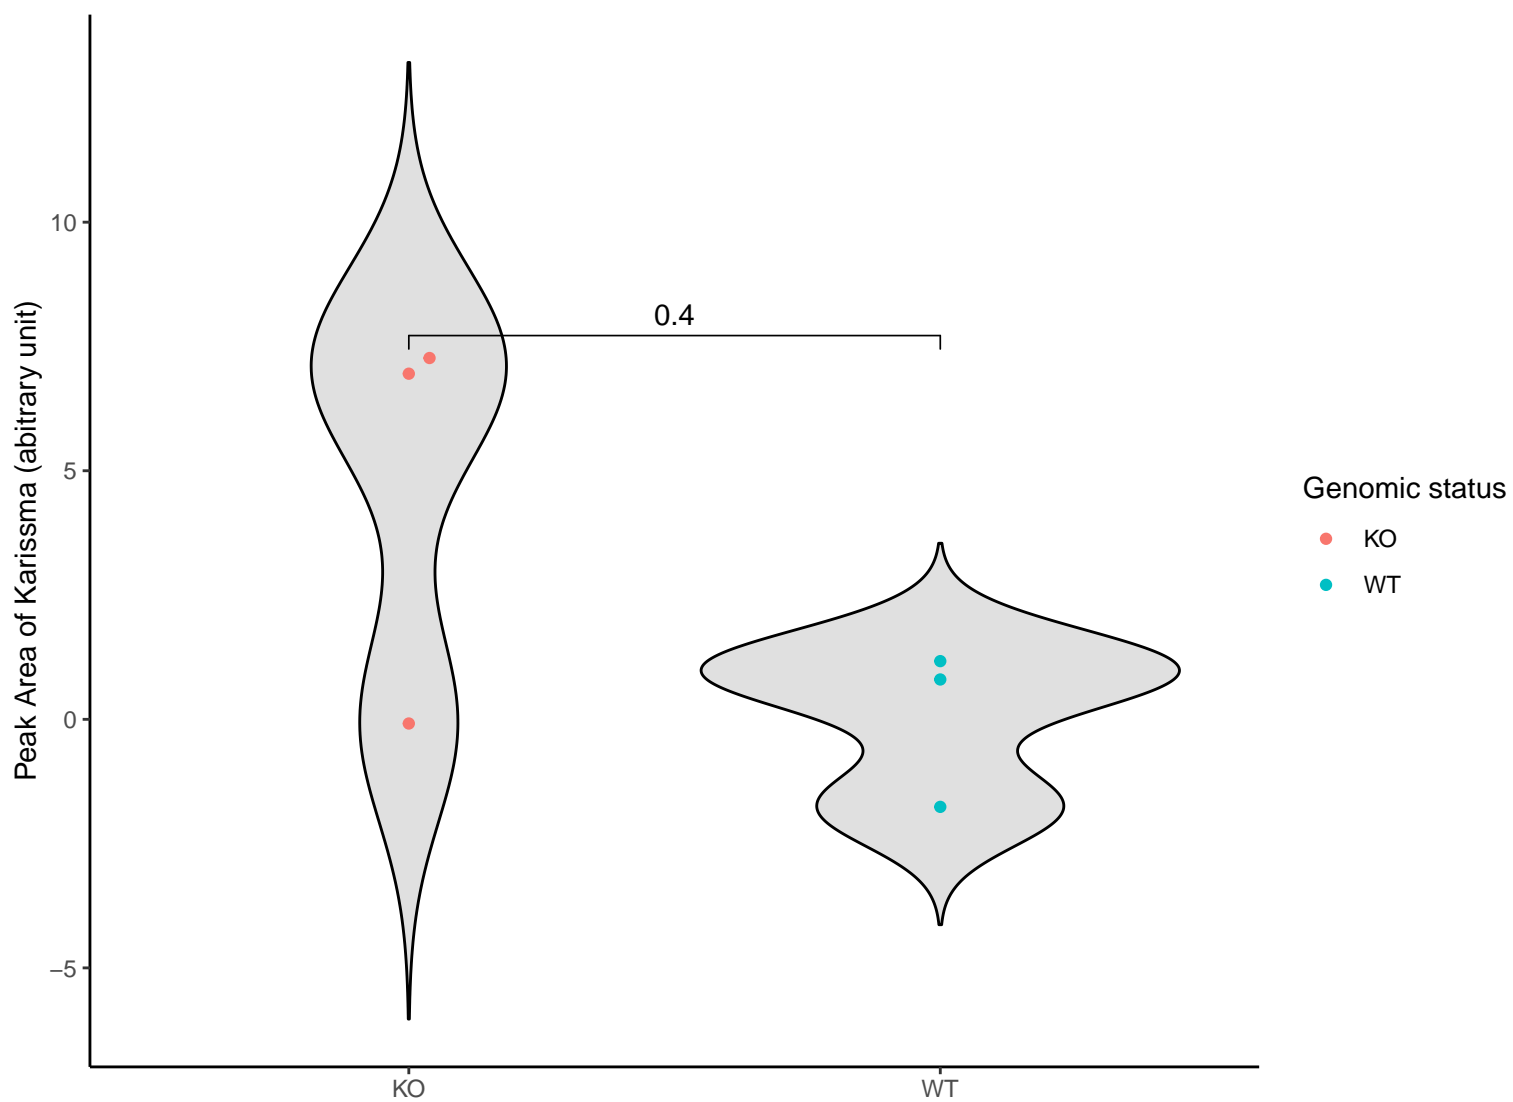 Peak Area of Karissma (abitrary unit)
10
5
0
−5
0.4
KO
WT
Genomic status
KO
WT